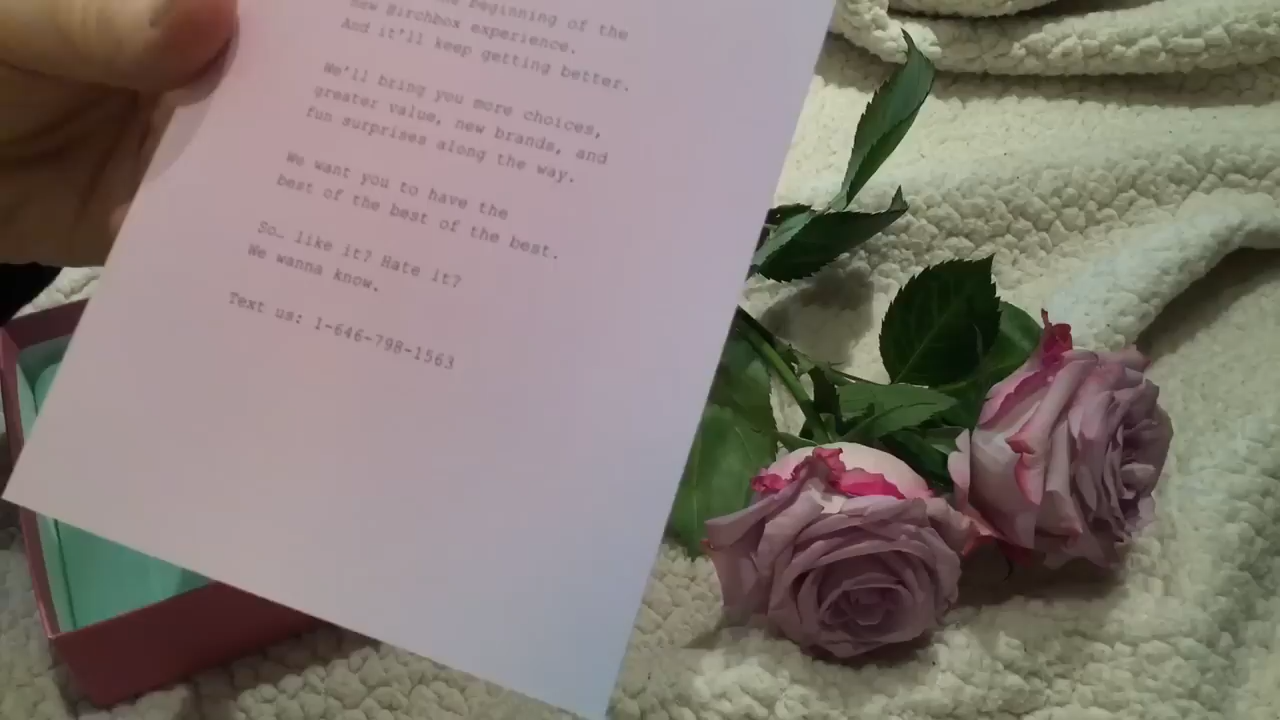 beginning of the
new Birchbox experience.
And it'll keep getting better.
We'll bring you more choices,
greater value, new brands, and
fun surprises along the way.
We want you to have the
best of the best of the best.
So… like it? Hate it?
We wanna know.
Text us: 1-646-798-1563